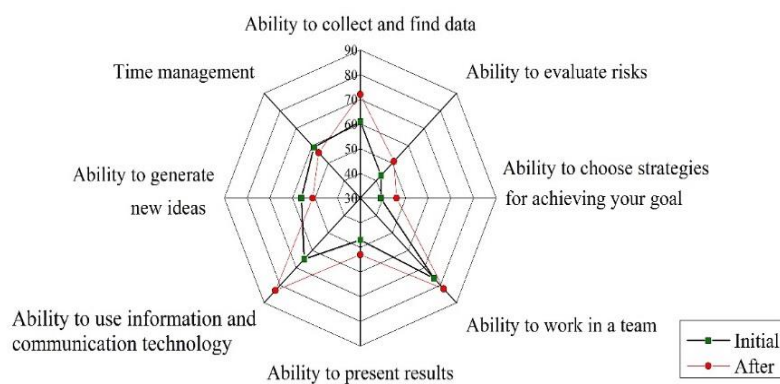 Ability to collect and find data
Time management
Ability to evaluate risks
90
80
70
60
50
40
30
Ability to generate
new ideas
Ability to choose strategies
for achieving your goal
Ability to use information and
communication technology
Ability to work in a team
Ability to present results
Initial
After